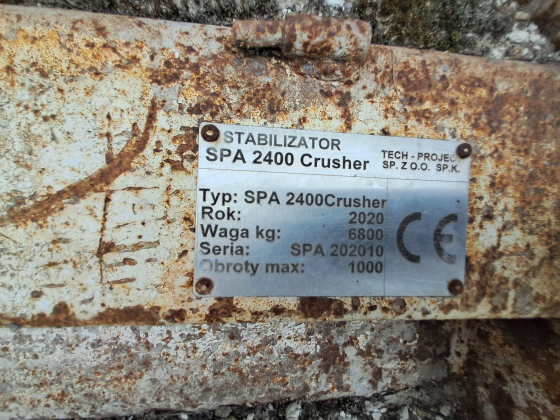 STABILIZATOR
SPA 2400 Crusher
TECH - PROJECT
SP. Z O.O. SP.K.
Typ: SPA 2400Crusher
Rok: 2020
Waga kg: 6800
Seria: SPA 202010
Obroty max: 1000
CE